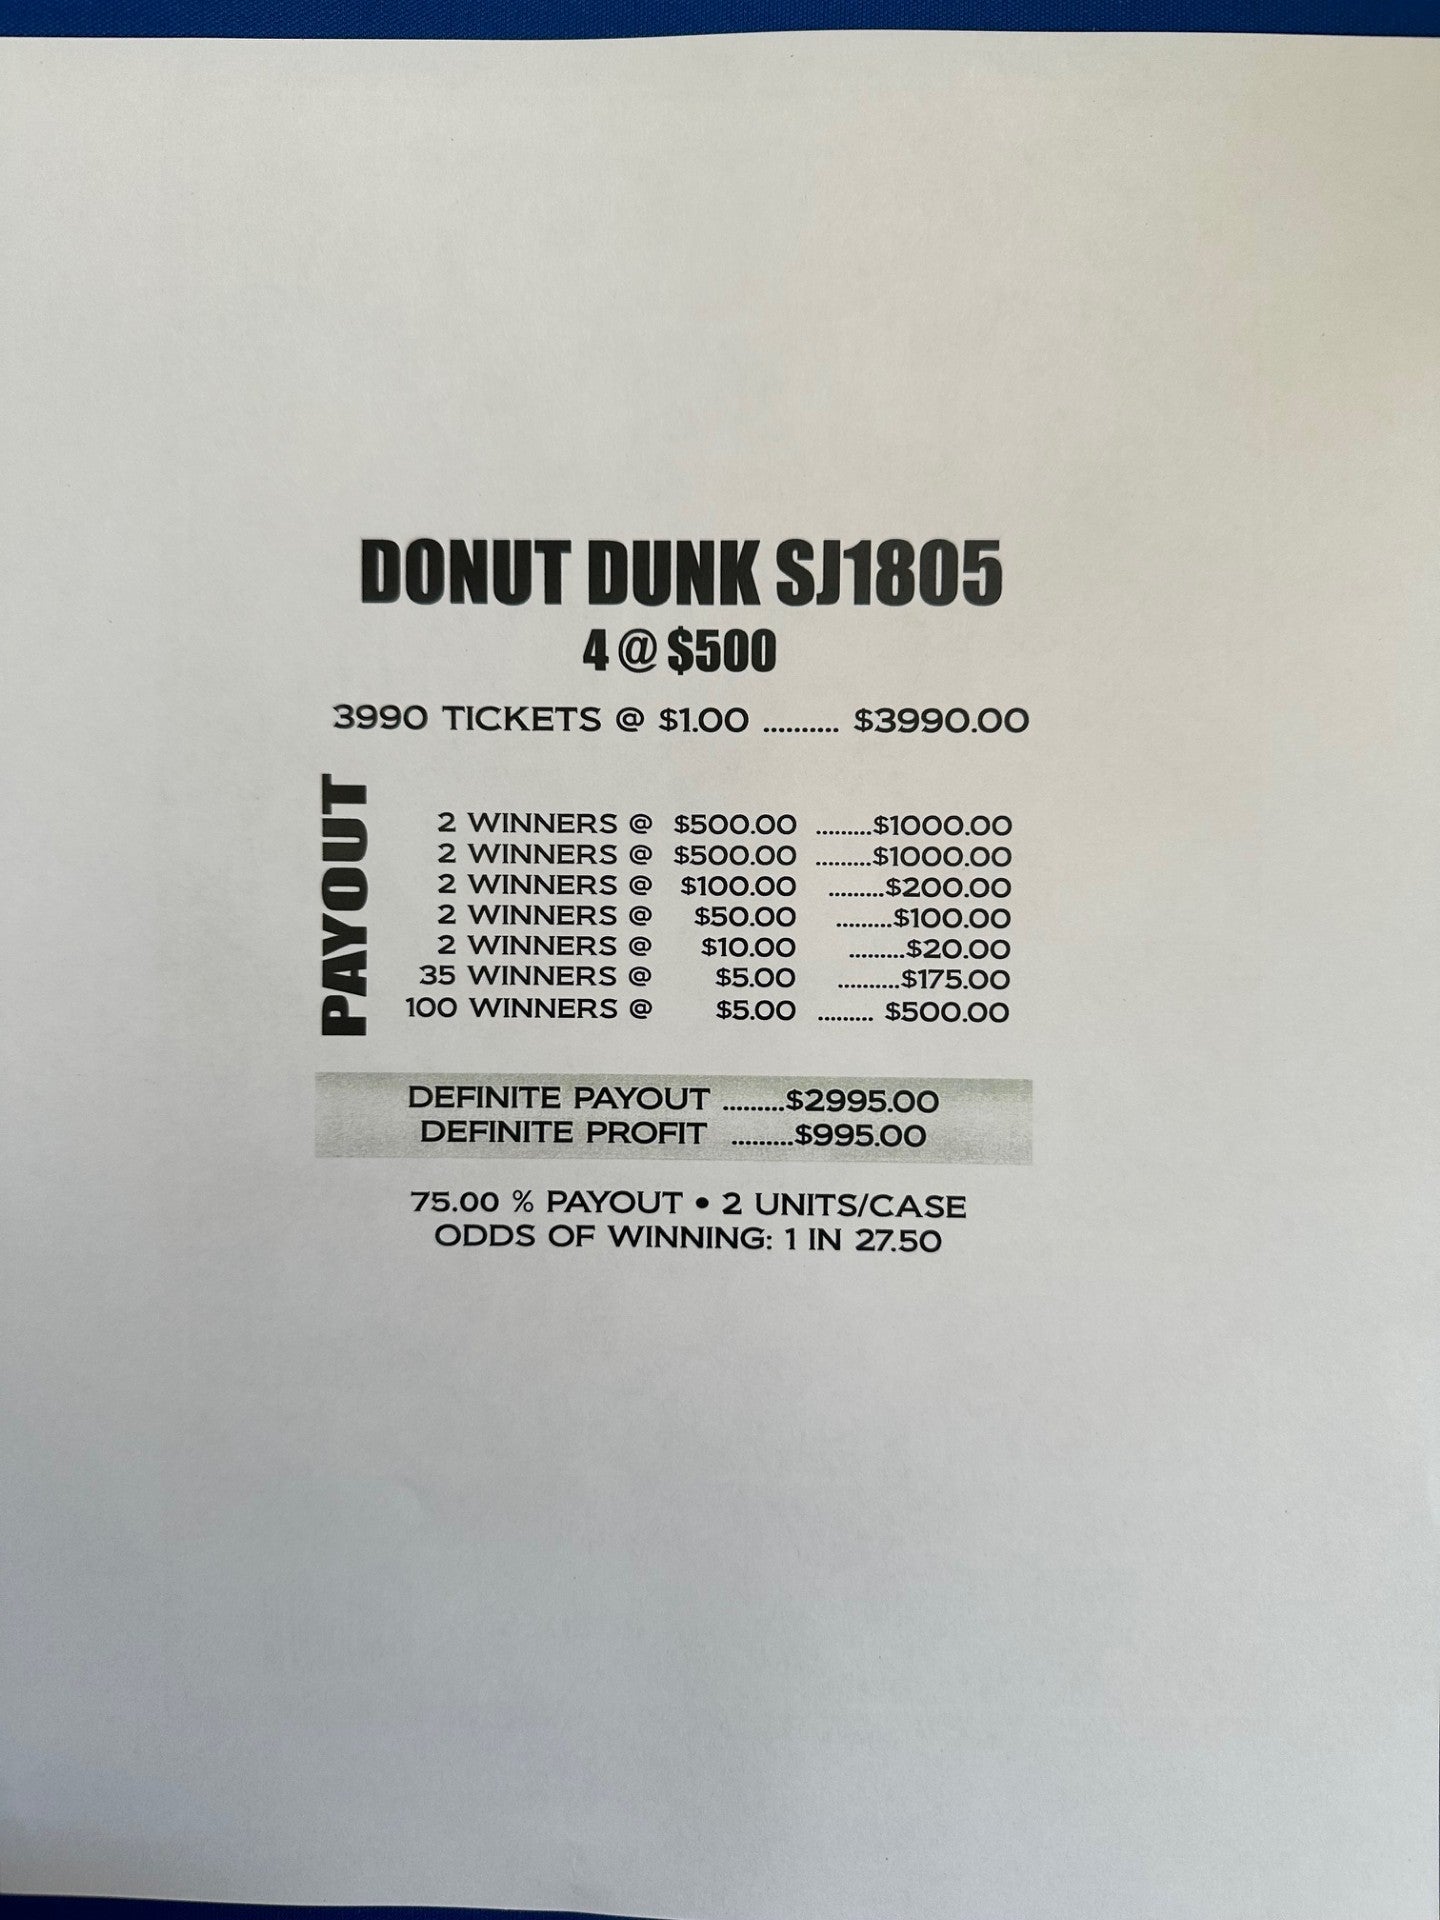 DONUT DUNK SJ1805
4 @ $500
3990 TICKETS @ $1.00 .......... $3990.00
PAYOUT
2 WINNERS @ $500.00 .........$1000.00
2 WINNERS @ $500.00 .........$1000.00
2 WINNERS @ $100.00 .........$200.00
2 WINNERS @ $50.00 .........$100.00
2 WINNERS @ $10.00 .........$20.00
35 WINNERS @ $5.00 ..........$175.00
100 WINNERS @ $5.00 ......... $500.00
DEFINITE PAYOUT ..........$2995.00
DEFINITE PROFIT ..........$995.00
75.00 % PAYOUT • 2 UNITS/CASE
ODDS OF WINNING: 1 IN 27.50